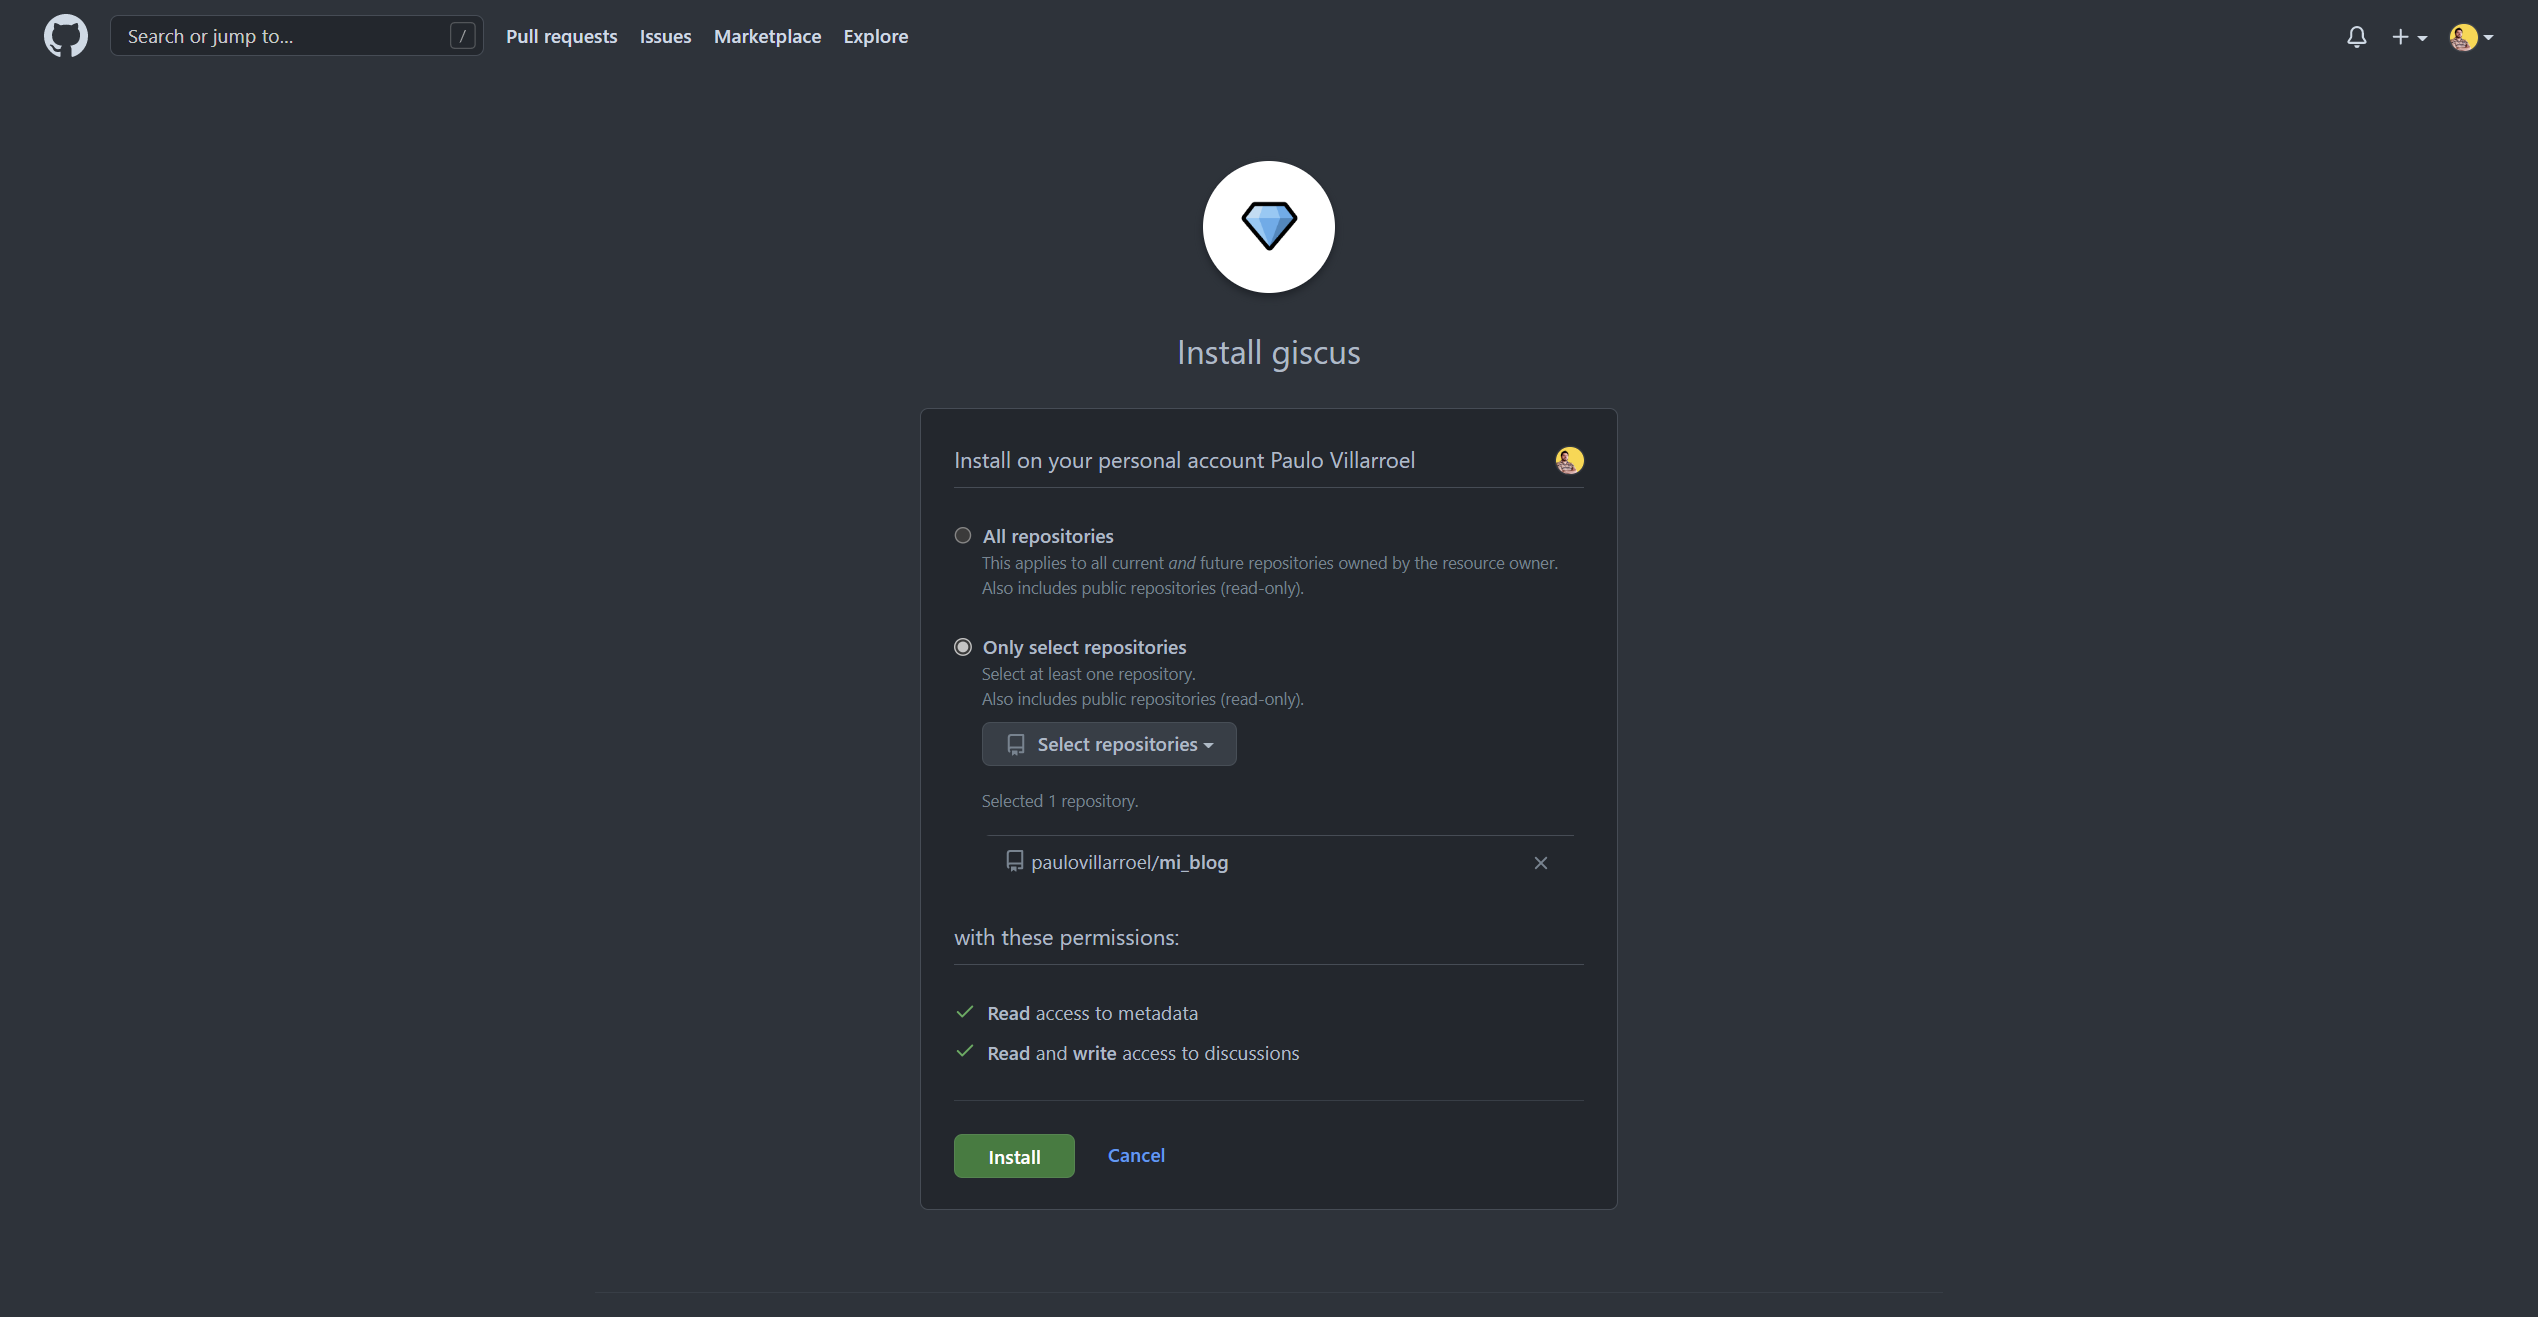 Search or jump to... /
Pull requests Issues Marketplace Explore
Install giscus
Install on your personal account Paulo Villarroel
All repositories
This applies to all current and future repositories owned by the resource owner.
Also includes public repositories (read-only).
Only select repositories
Select at least one repository.
Also includes public repositories (read-only).
Select repositories
Selected 1 repository.
paulovillarroel/mi_blog
with these permissions:
Read access to metadata
Read and write access to discussions
Install Cancel